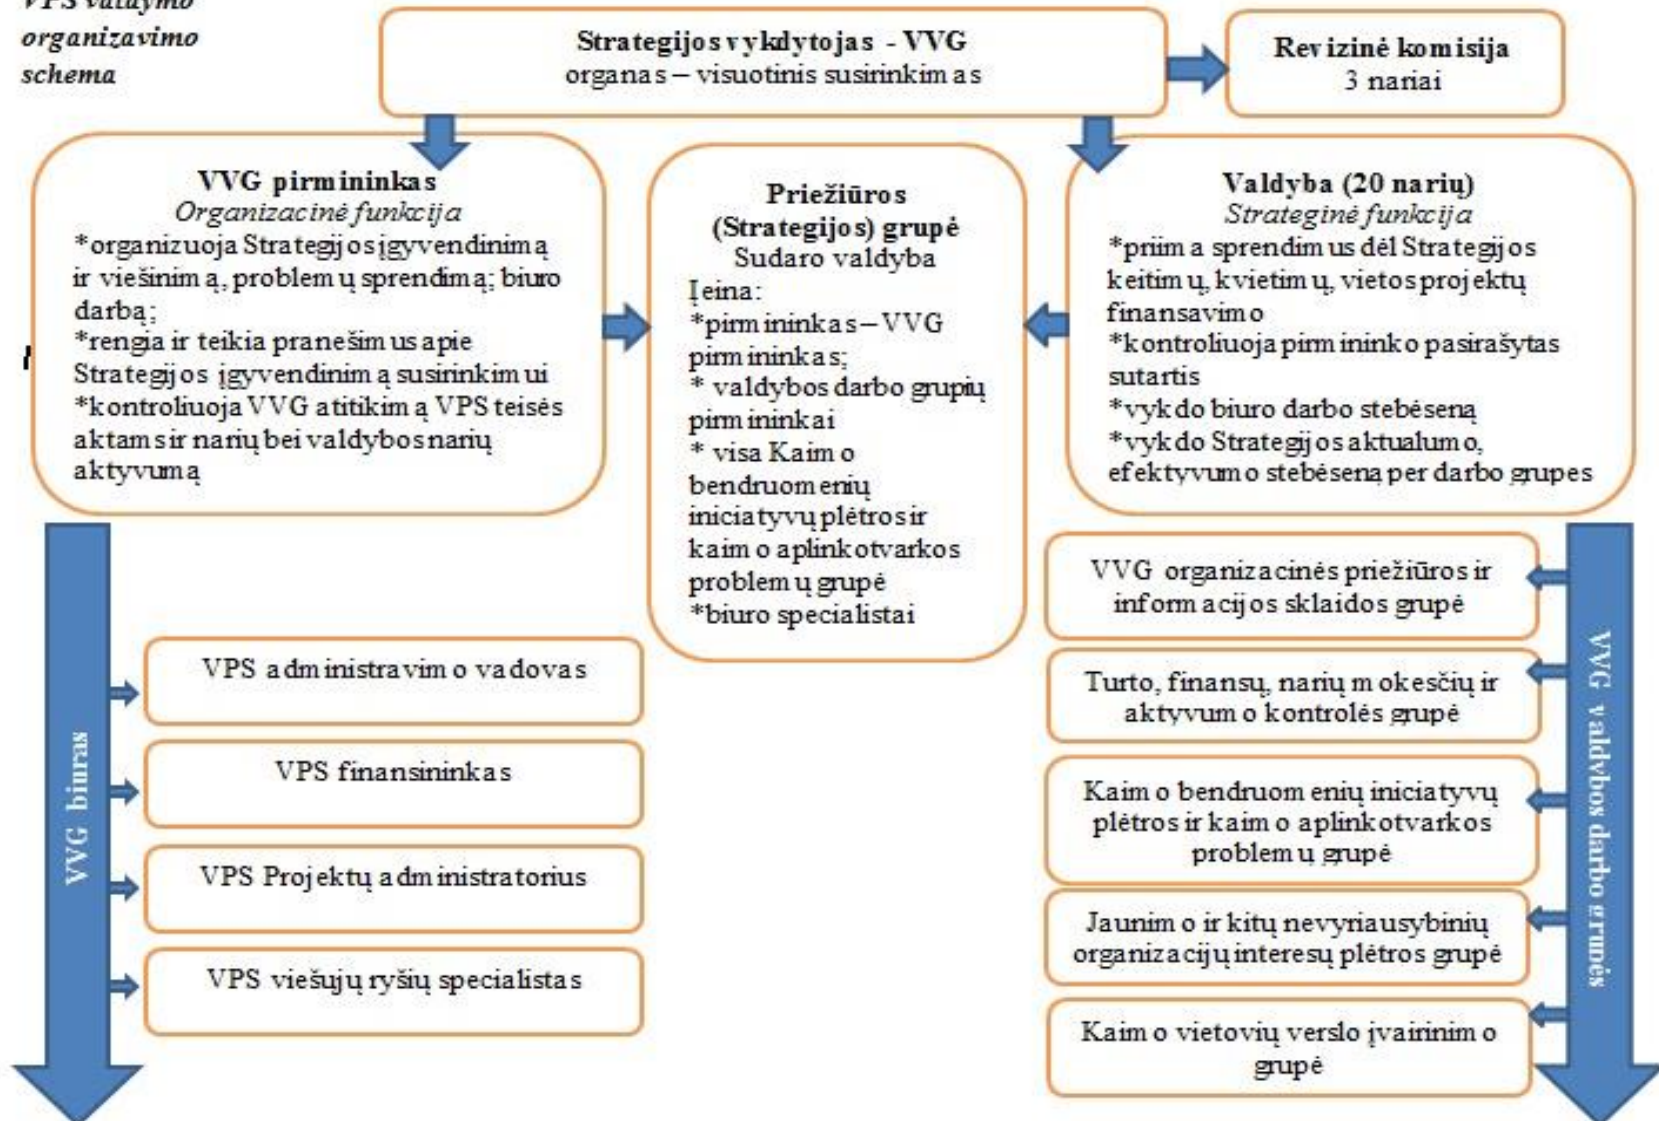 VPS valdymo
organizavimo
schema
Strategijos vykdytojas - VVG
organas – visuotinis susirinkimas
Revizinė komisija
3 nariai
VVG pirmininkas
Organizacinė funkcija
*organizuoja Strategijos įgyvendinimą
ir viešinimą, problemų sprendimą; biuro
darbą;
*rengia ir teikia pranešimus apie
Strategijos įgyvendinimą susirinkimui
*kontroliuoja VVG atitikimą VPS teisės
aktams ir narių bei valdybos narių
aktyvumą
Priežiūros
(Strategijos) grupė
Sudaro valdyba
Įeina:
*pirmininkas – VVG
pirmininkas;
* valdybos darbo grupių
pirmininkai
* visa Kaimo
bendruomenių
iniciatyvų plėtros ir
kaimo aplinkotvarkos
problemų grupė
*biuro specialistai
Valdyba (20 narių)
Strateginė funkcija
*priima sprendimus dėl Strategijos
keitimų, kvietimų, vietos projektų
finansavimo
*kontroliuoja pirmininko pasirašytas
sutartis
*vykdo biuro darbo stebėseną
*vykdo Strategijos aktualumo,
efektyvumo stebėseną per darbo grupes
VVG biuras
VPS administravimo vadovas
VPS finansininkas
VPS Projektų administratorius
VPS viešųjų ryšių specialistas
VVG valdybos darbo grupės
VVG organizacinės priežiūros ir
informacijos sklaidos grupė
Turto, finansų, narių mokesčių ir
aktyvumo kontrolės grupė
Kaimo bendruomenių iniciatyvų
plėtros ir kaimo aplinkotvarkos
problemų grupė
Jaunimo ir kitų nevyriausybinių
organizacijų interesų plėtros grupė
Kaimo vietovių verslo įvairinimo
grupė